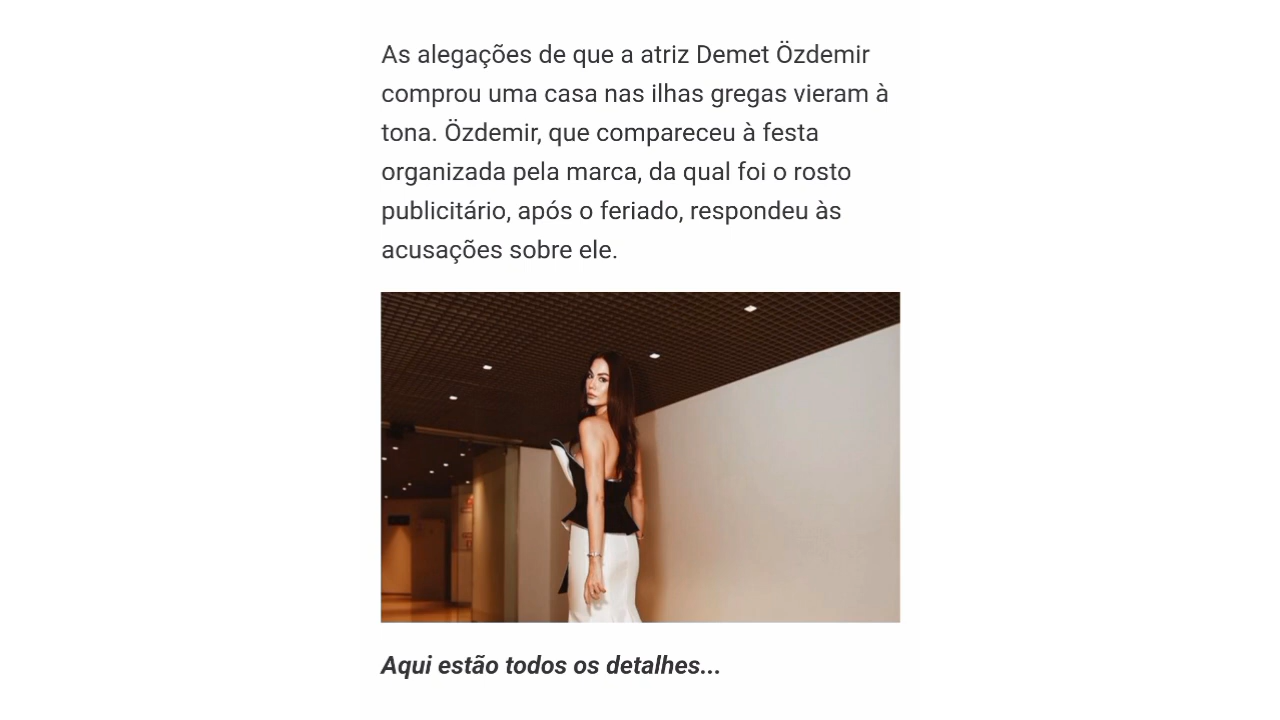 As alegações de que a atriz Demet Özdemir
comprou uma casa nas ilhas gregas vieram à
tona. Özdemir, que compareceu à festa
organizada pela marca, da qual foi o rosto
publicitário, após o feriado, respondeu às
acusações sobre ele.
Aqui estão todos os detalhes...